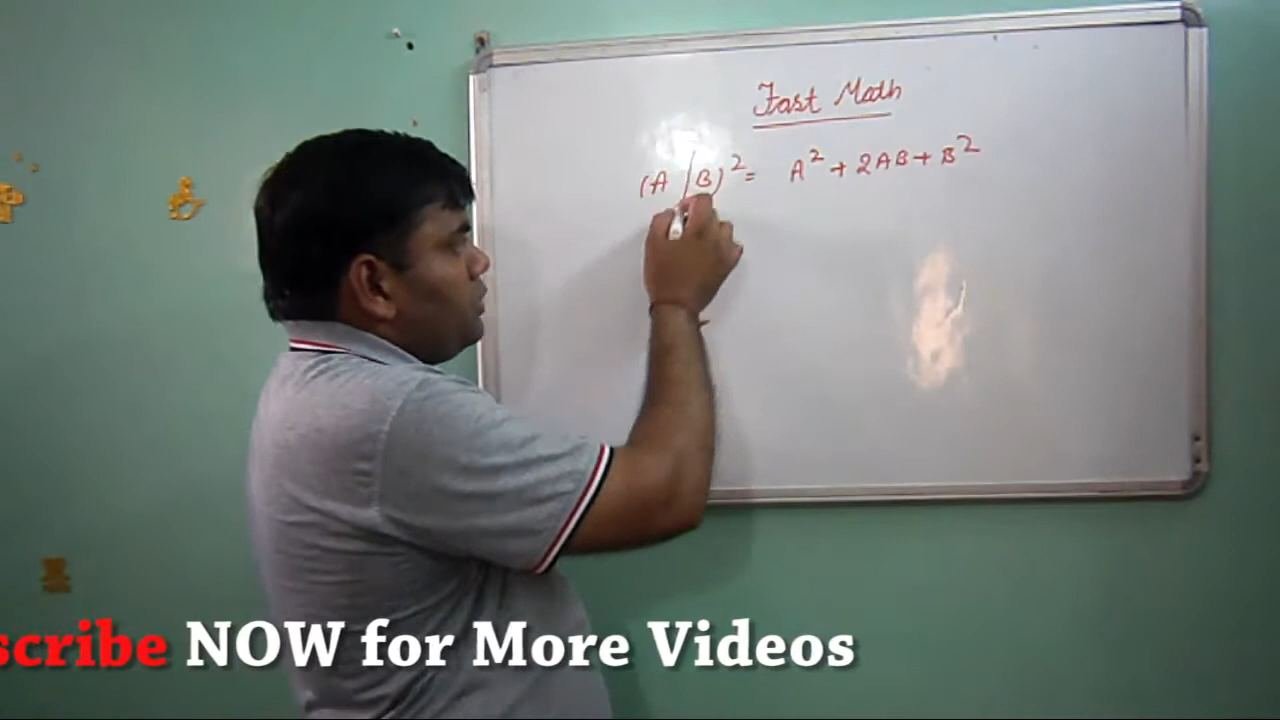 Fast Math
(A / B)² = A² + 2AB + B²
scribe NOW for More Videos